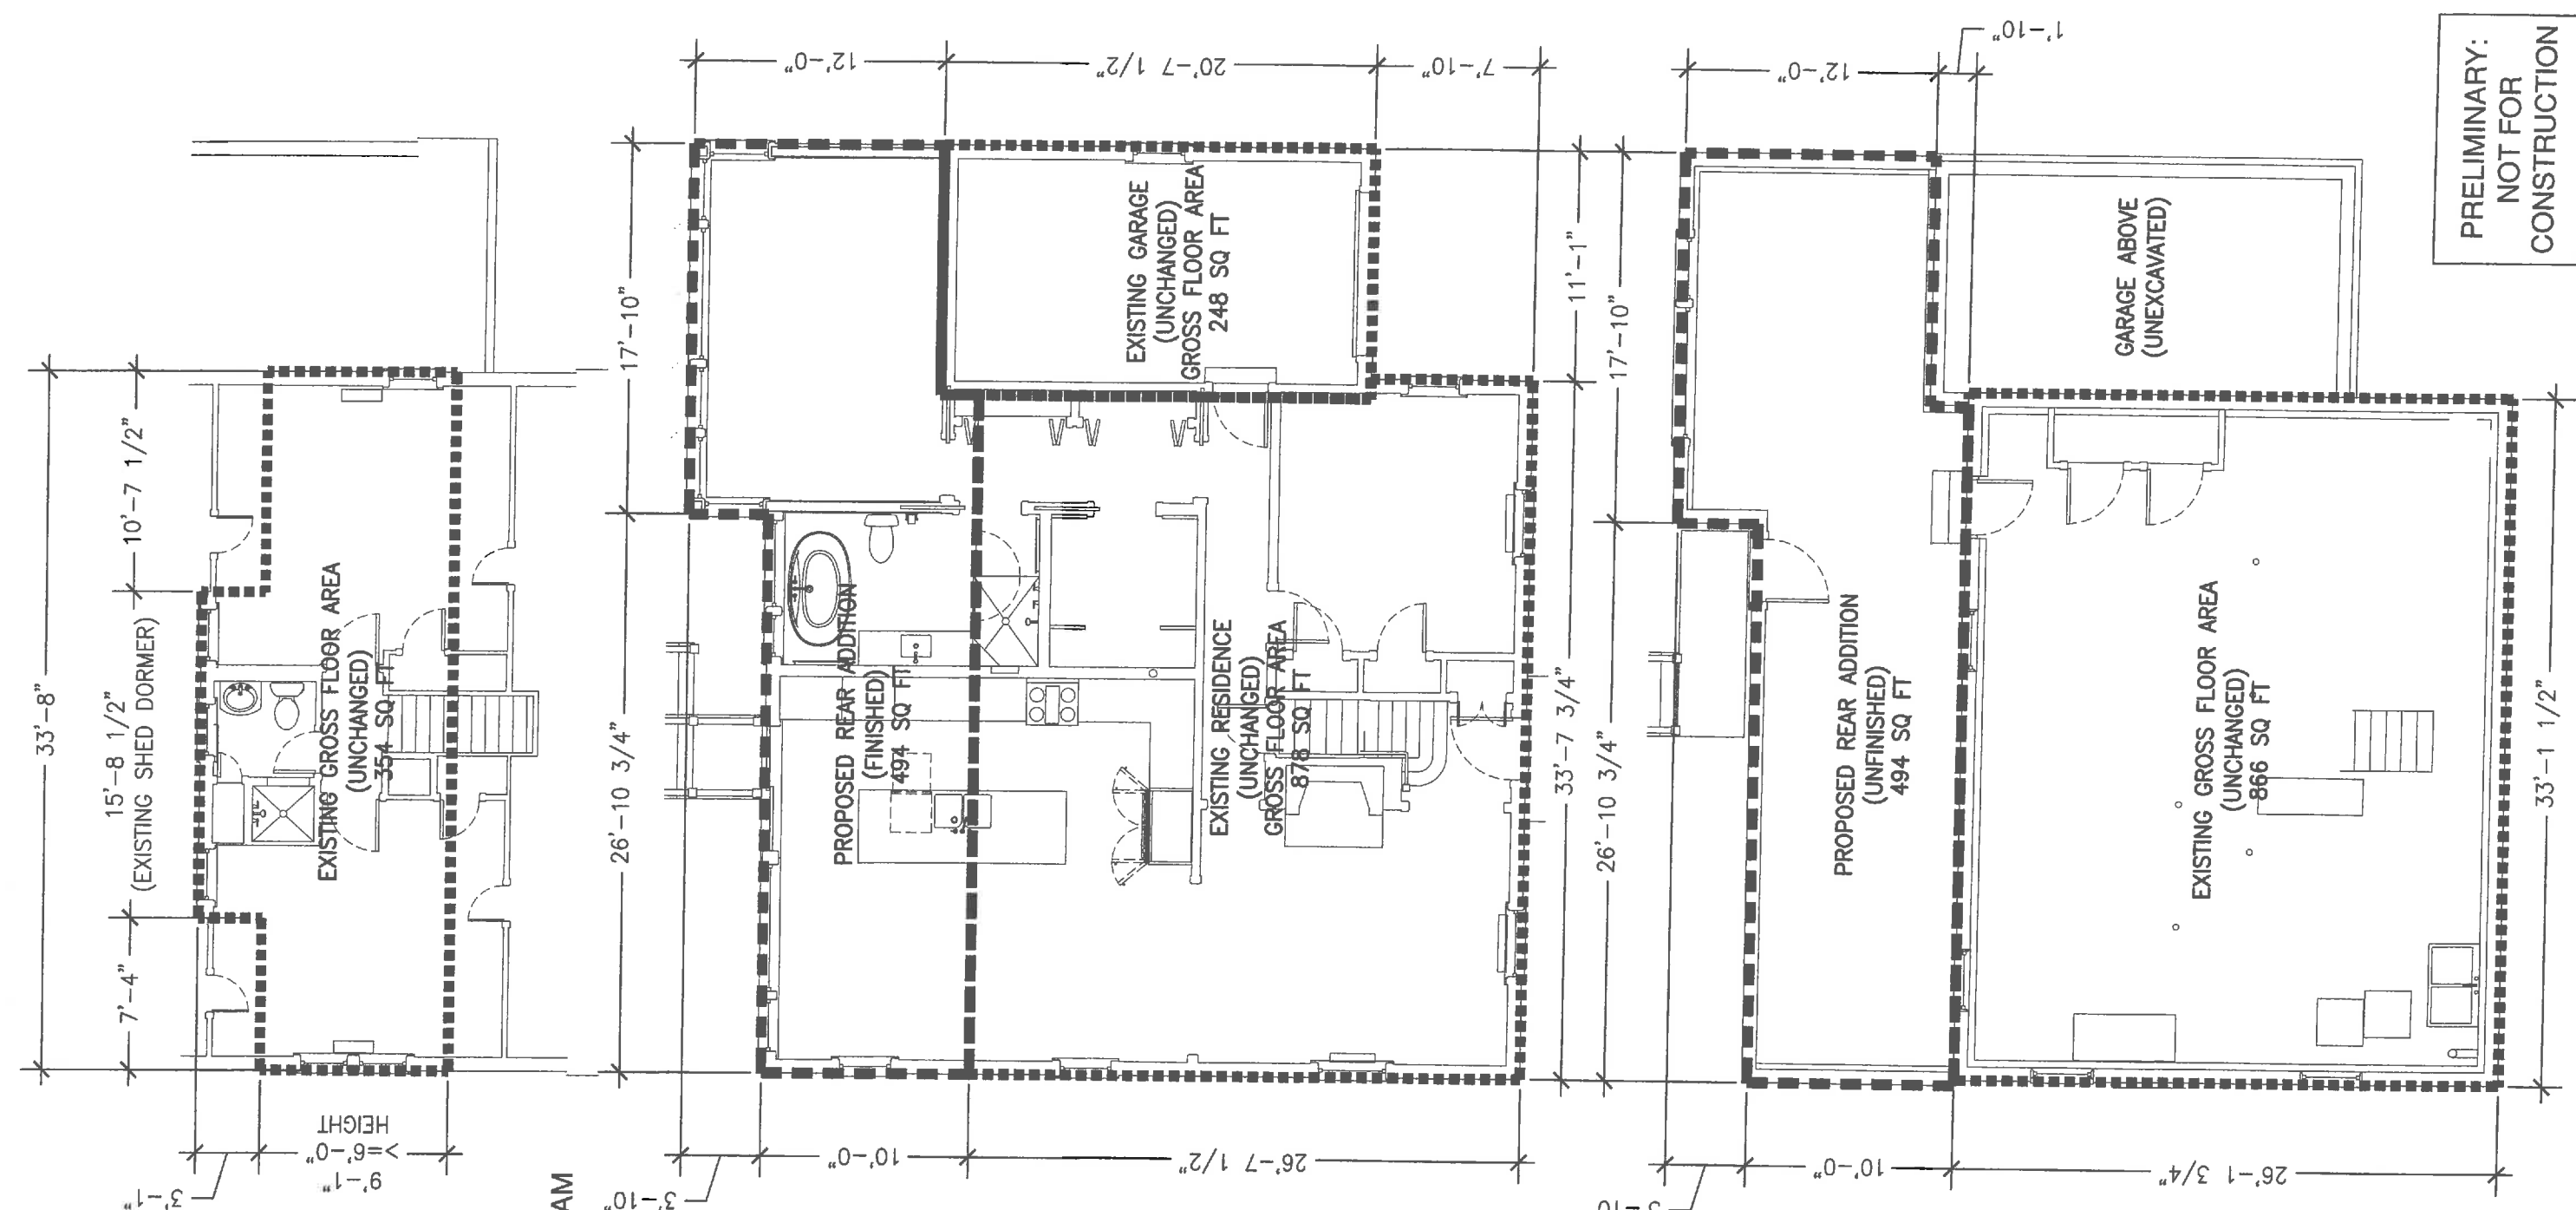 33'-8"
7'-4"
15'-8 1/2"
(EXISTING SHED DORMER)
10'-7 1/2"
EXISTING GROSS FLOOR AREA
(UNCHANGED)
354 SQ FT
3'-1"
9'-1"
>=6'-0"
HEIGHT
AM
26'-10 3/4"
17'-10"
12'-0"
20'-7 1/2"
7'-10"
EXISTING GARAGE
(UNCHANGED)
GROSS FLOOR AREA
248 SQ FT
PROPOSED REAR ADDITION
(FINISHED)
494 SQ FT
EXISTING RESIDENCE
(UNCHANGED)
GROSS FLOOR AREA
878 SQ FT
3'-10"
10'-0"
26'-7 1/2"
33'-7 3/4"
11'-1"
26'-10 3/4"
17'-10"
12'-0"
1'-10"
GARAGE ABOVE
(UNEXCAVATED)
PROPOSED REAR ADDITION
(UNFINISHED)
494 SQ FT
EXISTING GROSS FLOOR AREA
(UNCHANGED)
866 SQ FT
10'-0"
26'-1 3/4"
33'-1 1/2"
PRELIMINARY:
NOT FOR
CONSTRUCTION